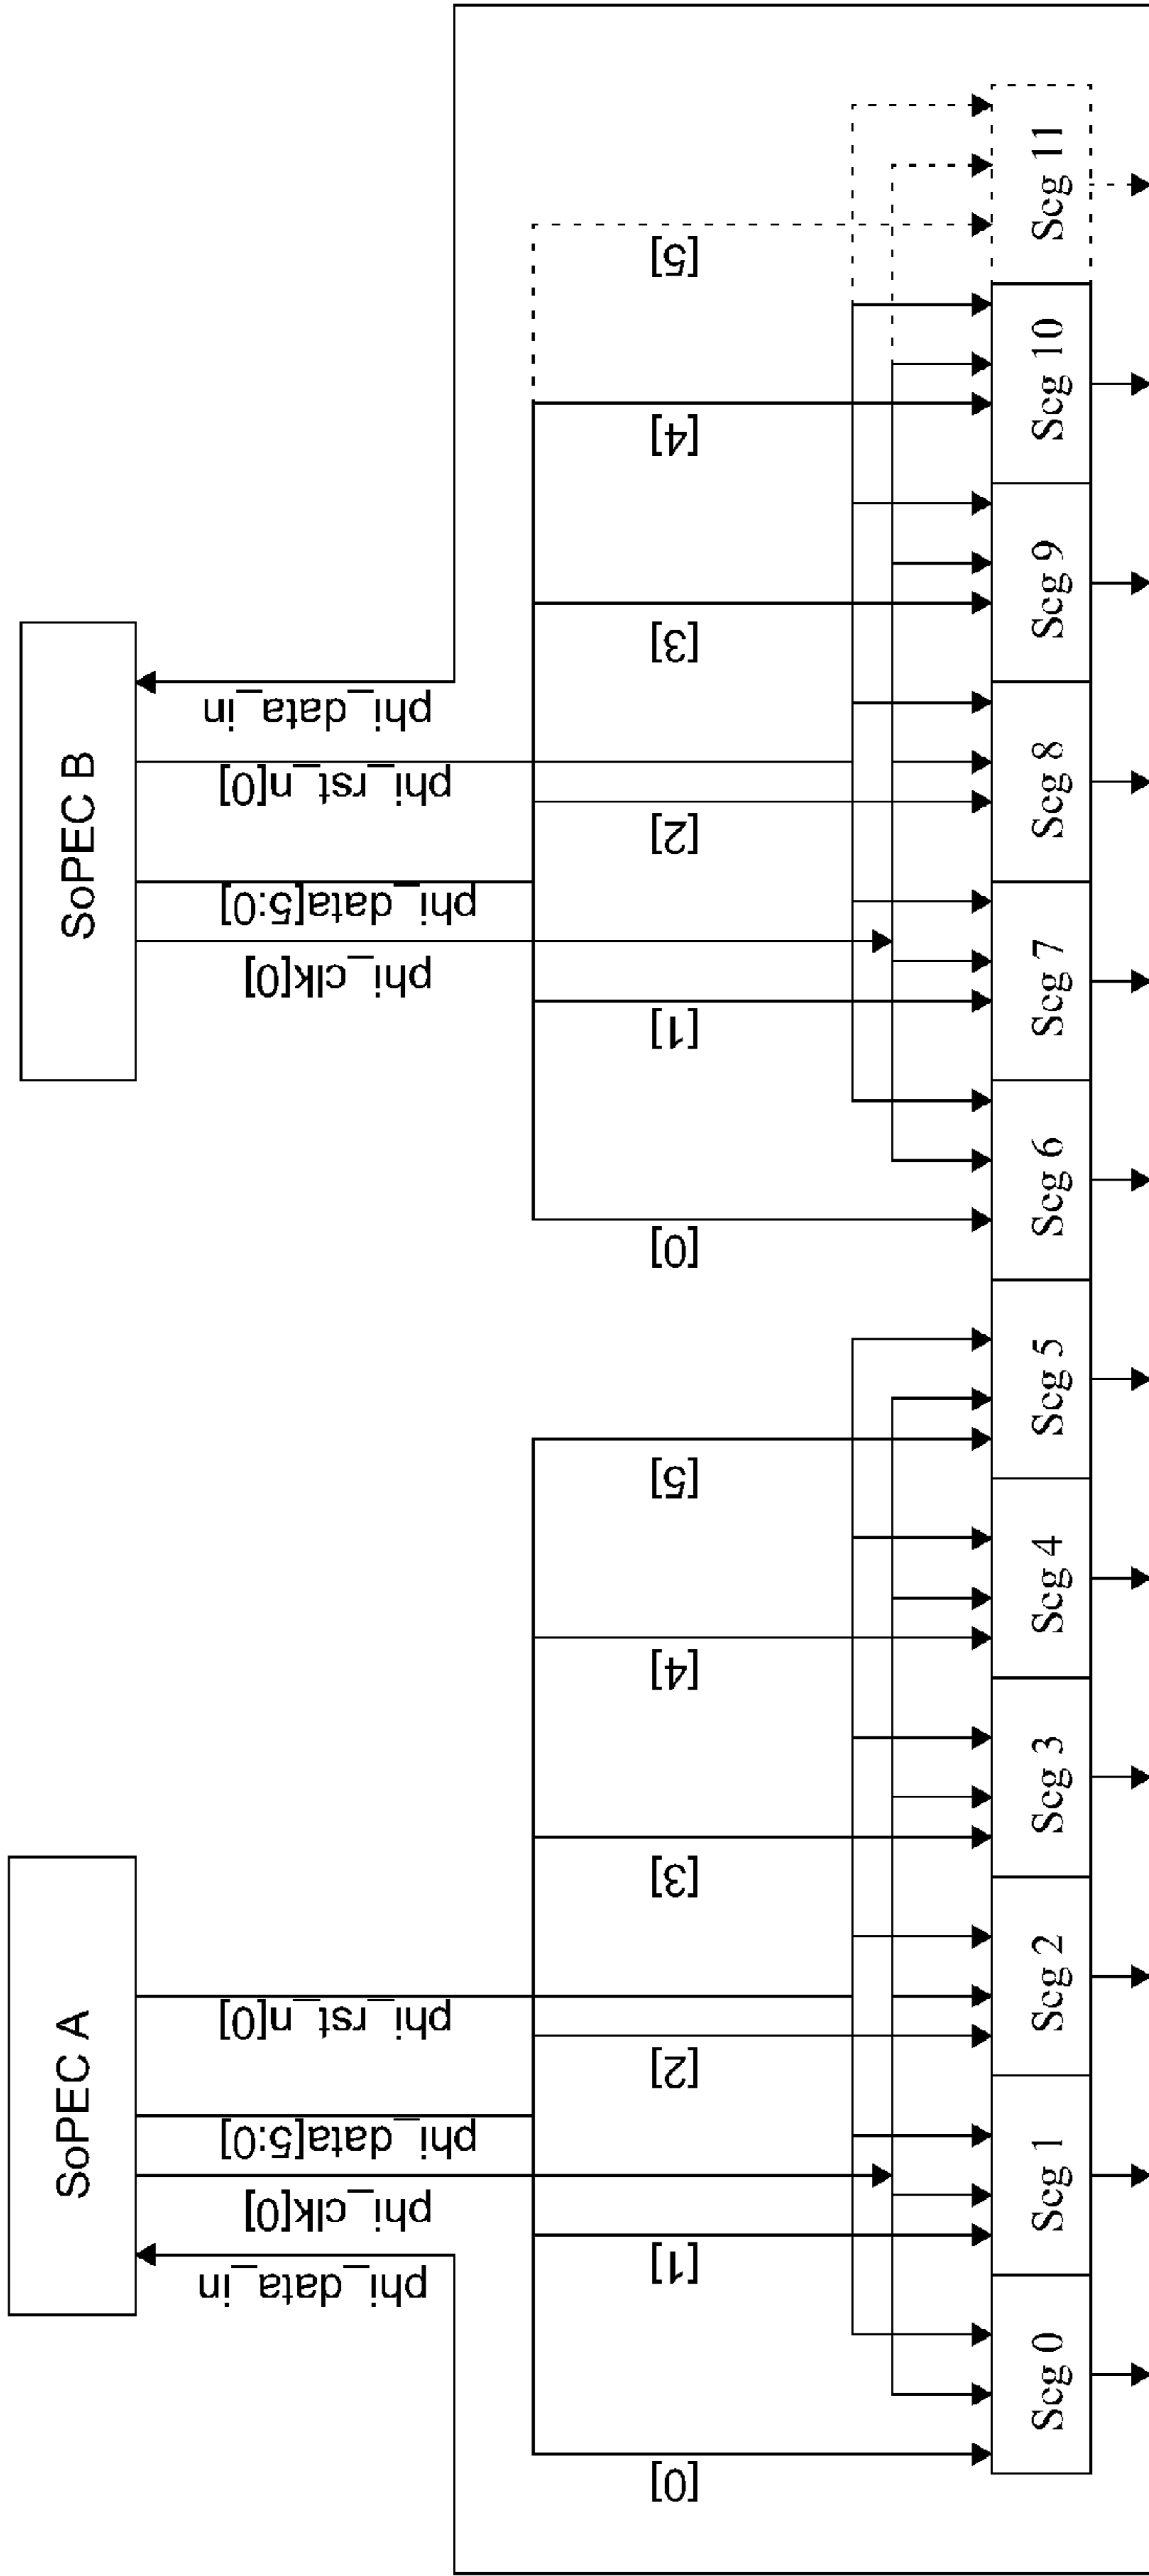 SoPEC A
phi_data_in
phi_clk[0]
phi_data[5:0]
phi_rst_n[0]
[0]
[1]
[2]
[3]
[4]
[5]
Seg 0
Seg 1
Seg 2
Seg 3
Seg 4
Seg 5
SoPEC B
phi_clk[0]
phi_data[5:0]
phi_rst_n[0]
phi_data_in
[0]
[1]
[2]
[3]
[4]
[5]
Seg 6
Seg 7
Seg 8
Seg 9
Seg 10
Seg 11